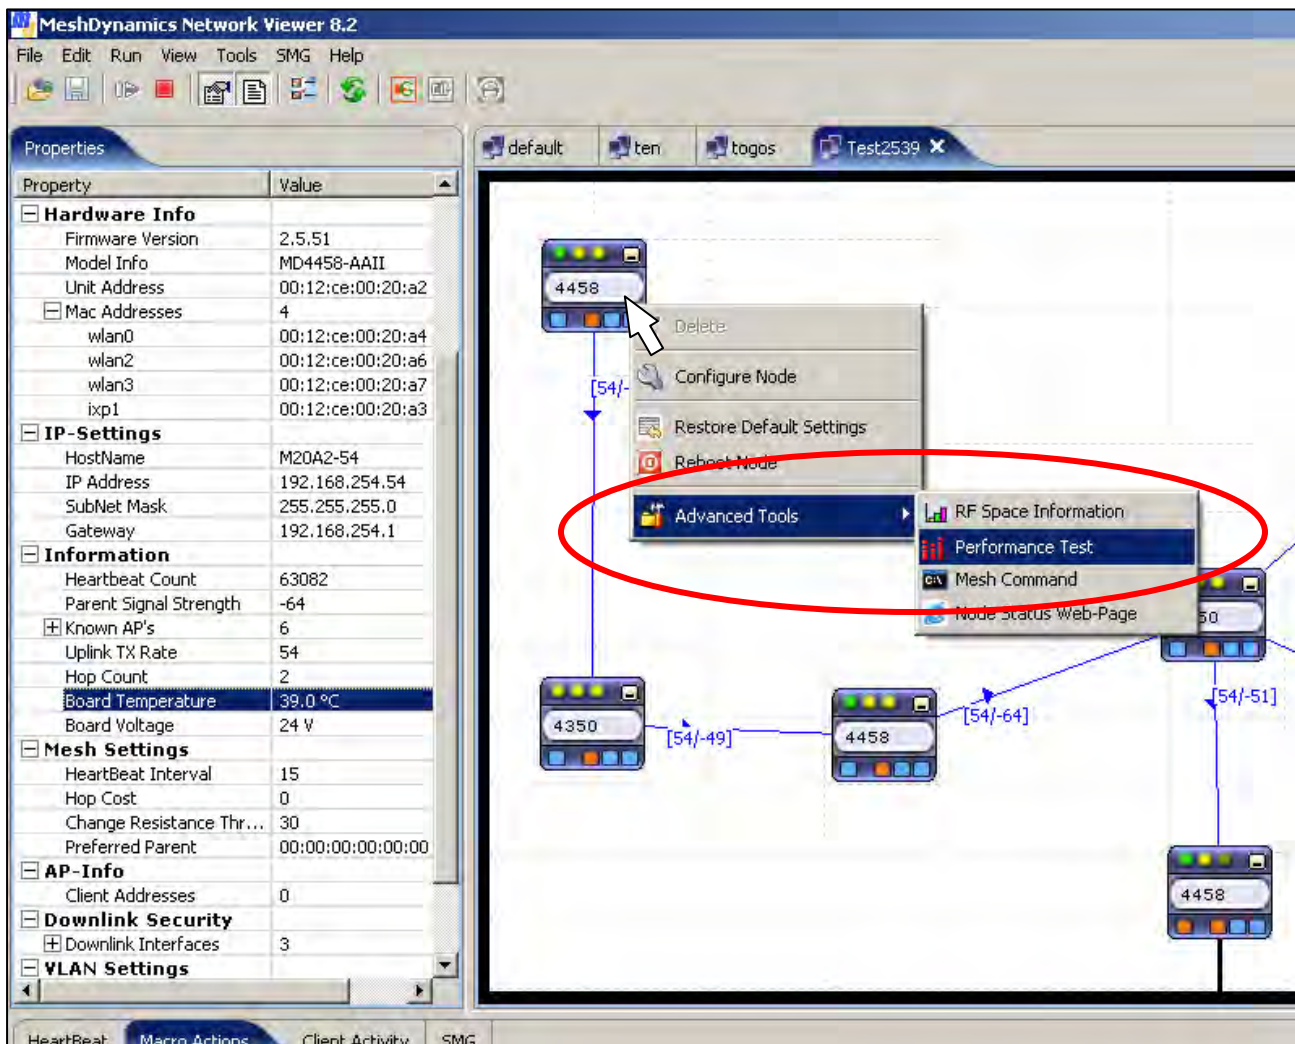 MeshDynamics Network Viewer 8.2
File Edit Run View Tools SMG Help
Properties
default
ten
togos
Test2539
Property Value
Hardware Info
Firmware Version 2.5.51
Model Info MD4458-AAII
Unit Address 00:12:ce:00:20:a2
Mac Addresses 4
wlan0 00:12:ce:00:20:a4
wlan2 00:12:ce:00:20:a6
wlan3 00:12:ce:00:20:a7
ixp1 00:12:ce:00:20:a3
IP-Settings
HostName M20A2-54
IP Address 192.168.254.54
SubNet Mask 255.255.255.0
Gateway 192.168.254.1
Information
Heartbeat Count 63082
Parent Signal Strength -64
Known AP's 6
Uplink TX Rate 54
Hop Count 2
Board Temperature 39.0 °C
Board Voltage 24 V
Mesh Settings
HeartBeat Interval 15
Hop Cost 0
Change Resistance Thr... 30
Preferred Parent 00:00:00:00:00:00
AP-Info
Client Addresses 0
Downlink Security
Downlink Interfaces 3
VLAN Settings
HeartBeat
Macro Actions
Client Activity
SMG
4458
[54/-
Delete
Configure Node
Restore Default Settings
Reboot Node
Advanced Tools
RF Space Information
Performance Test
Mesh Command
Node Status Web-Page
50
4350
[54/-49]
4458
[54/-64]
[54/-51]
4458